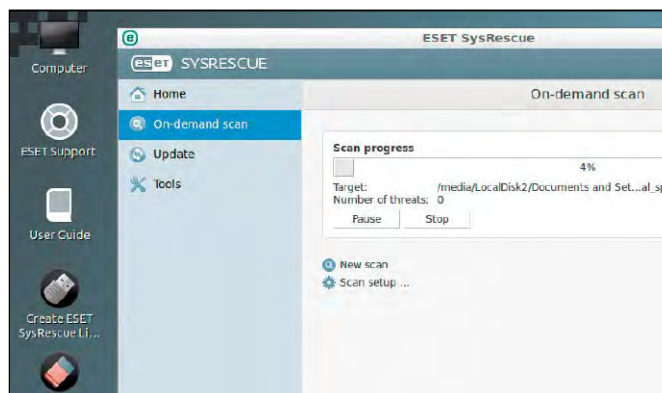 Computer
ESET Support
User Guide
Create ESET
SysRescue Li...
e
ESET SysRescue
eset SYSRESCUE
Home
On-demand scan
Update
Tools
On-demand scan
Scan progress
4%
Target: /media/LocalDisk2/Documents and Set...al_sp
Number of threats: 0
Pause Stop
New scan
Scan setup ...